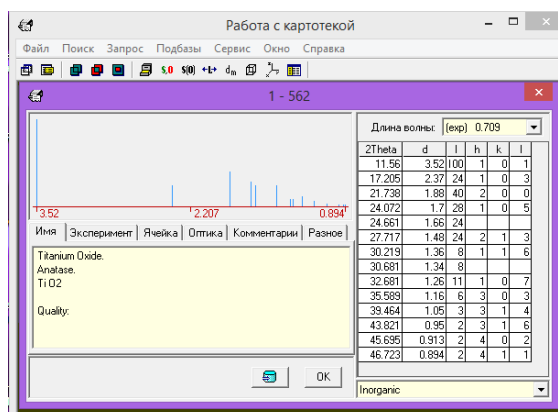 Работа с картотекой
Файл Поиск Запрос Подбазы Сервис Окно Справка
1 - 562
3.52 2.207 0.894
Имя Эксперимент Ячейка Оптика Комментарии Разное
Titanium Oxide.
Anatase.
Ti O2
Quality:
OK
Длина волны: (exp) 0.709
2Theta d I h k l
11.56 3.52 100 1 0 1
17.205 2.37 24 1 0 3
21.738 1.88 40 2 0 0
24.072 1.7 28 1 0 5
24.661 1.66 24
27.717 1.48 24 2 1 3
30.219 1.36 8 1 1 6
30.681 1.34 8
32.681 1.26 11 1 0 7
35.589 1.16 6 3 0 3
39.464 1.05 3 3 1 4
43.821 0.95 2 3 1 6
45.695 0.913 2 4 0 2
46.723 0.894 2 4 1 1
Inorganic